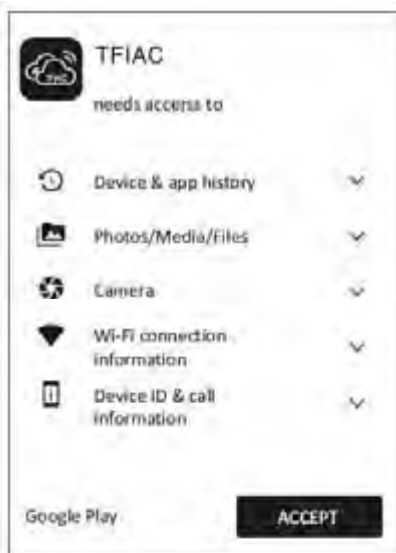 TFIAC
needs access to
Device & app history
Photos/Media/Files
Camera
Wi-Fi connection
information
Device ID & call
information
Google Play
ACCEPT